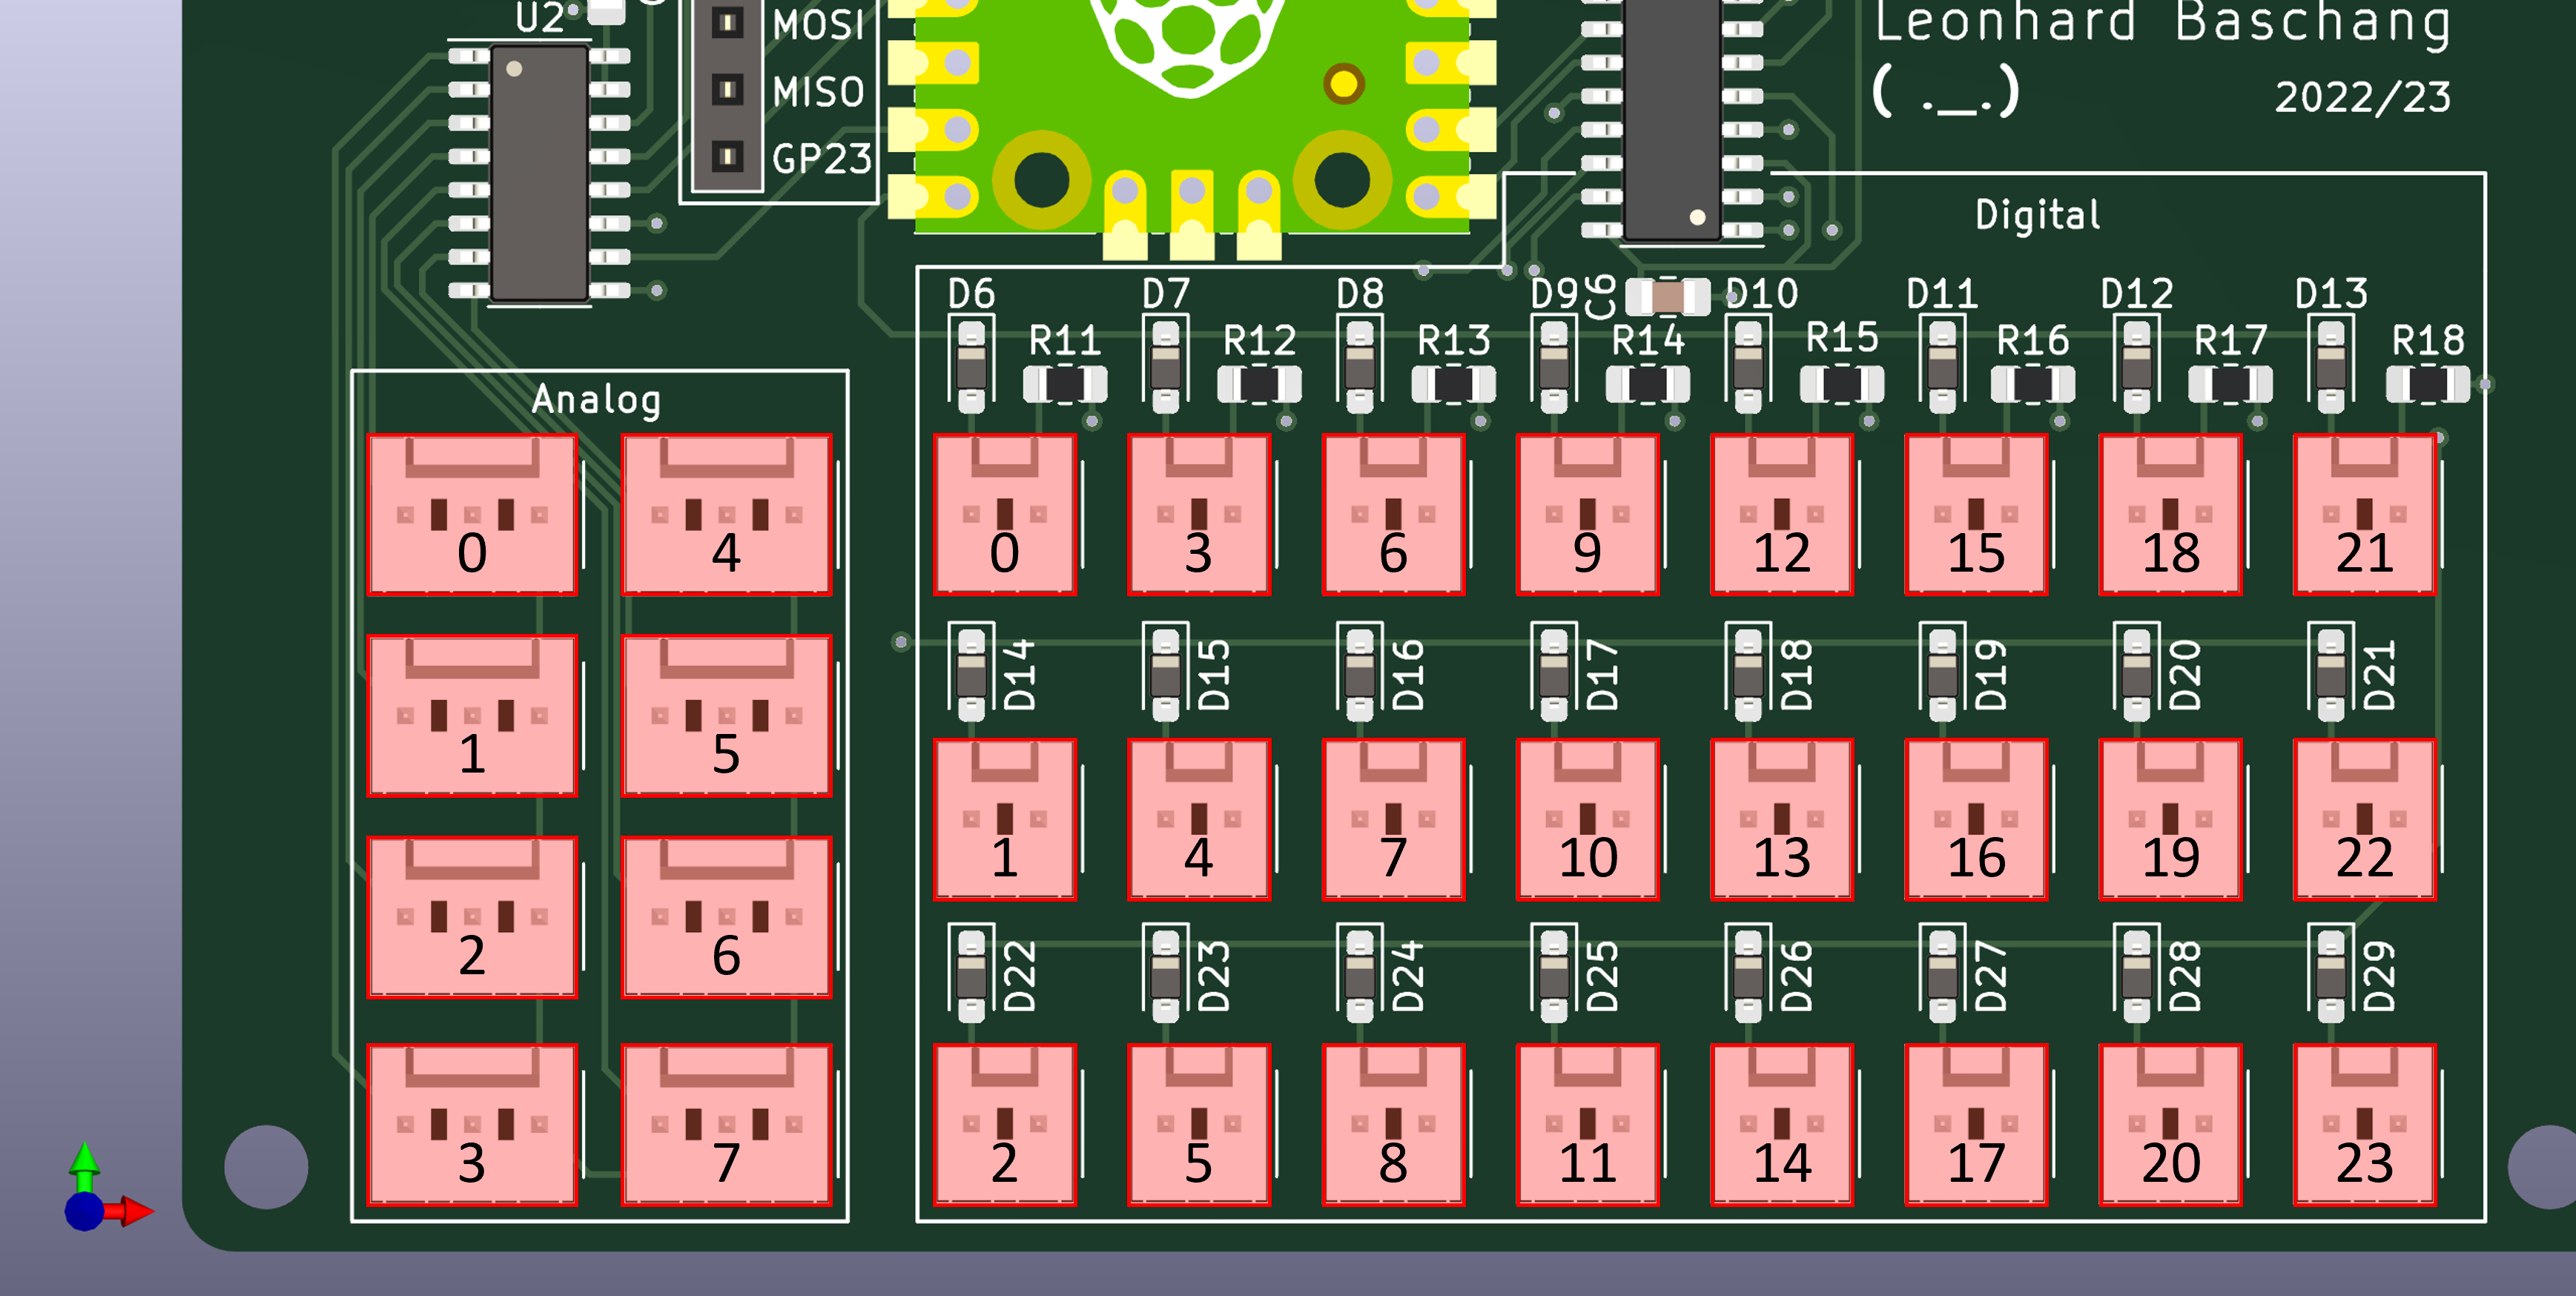 U2
MOSI
MISO
GP23
Leonhard Baschang
( ._.)
2022/23
Digital
D6 D7 D8 D9 C6 D10 D11 D12 D13
R11 R12 R13 R14 R15 R16 R17 R18
Analog
0 4
0 3 6 9 12 15 18 21
D14 D15 D16 D17 D18 D19 D20 D21
1 5
1 4 7 10 13 16 19 22
2 6
D22 D23 D24 D25 D26 D27 D28 D29
3 7
2 5 8 11 14 17 20 23